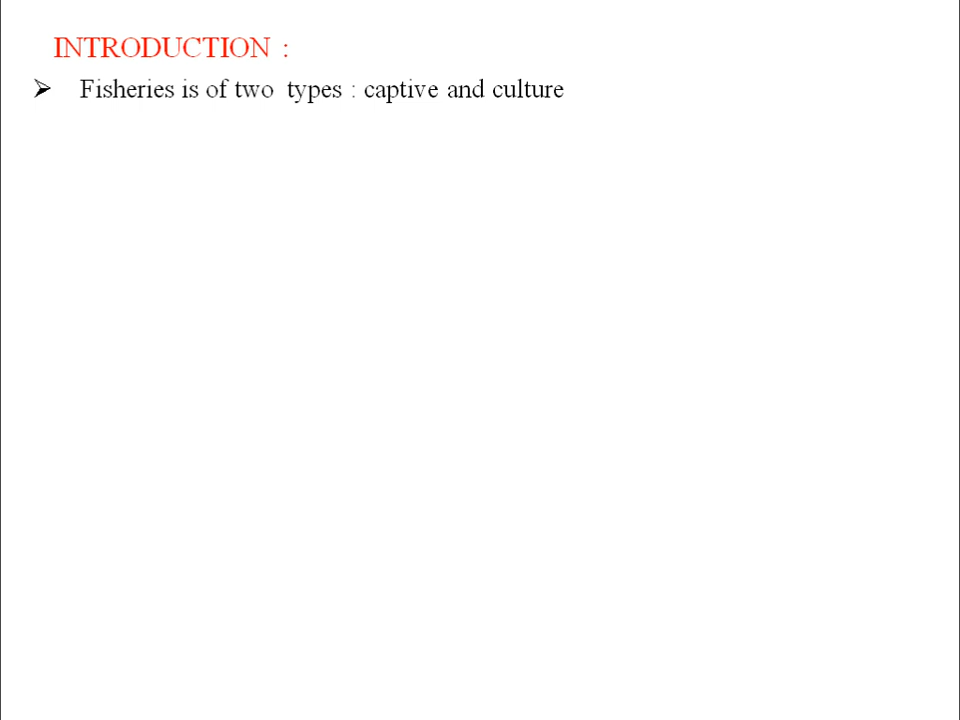 INTRODUCTION :
➢ Fisheries is of two types : captive and culture